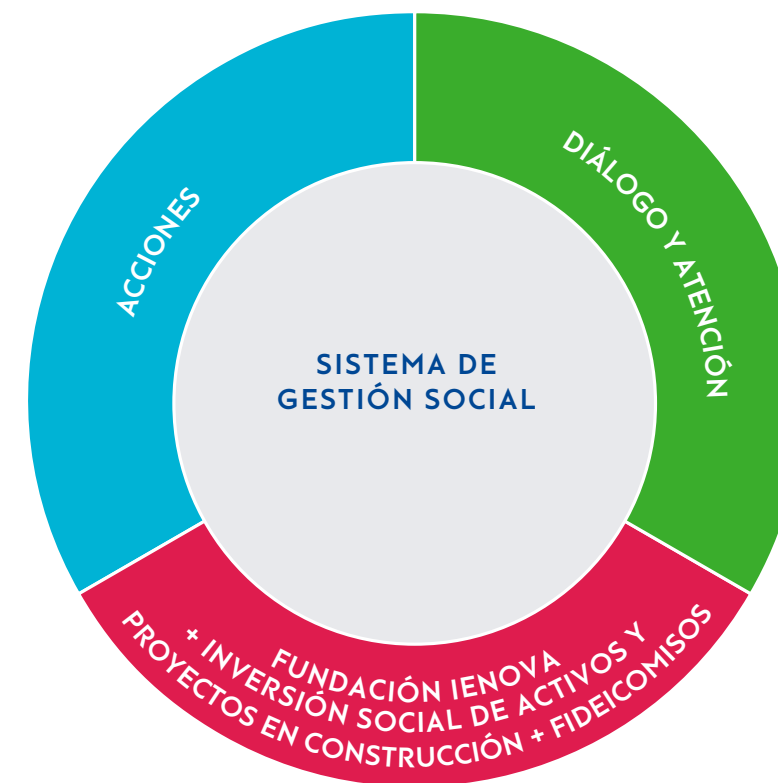 ACCIONES
DIÁLOGO Y ATENCIÓN
SISTEMA DE
GESTIÓN SOCIAL
FUNDACIÓN IENOVA
+ INVERSIÓN SOCIAL DE ACTIVOS Y
PROYECTOS EN CONSTRUCCIÓN + FIDEICOMISOS